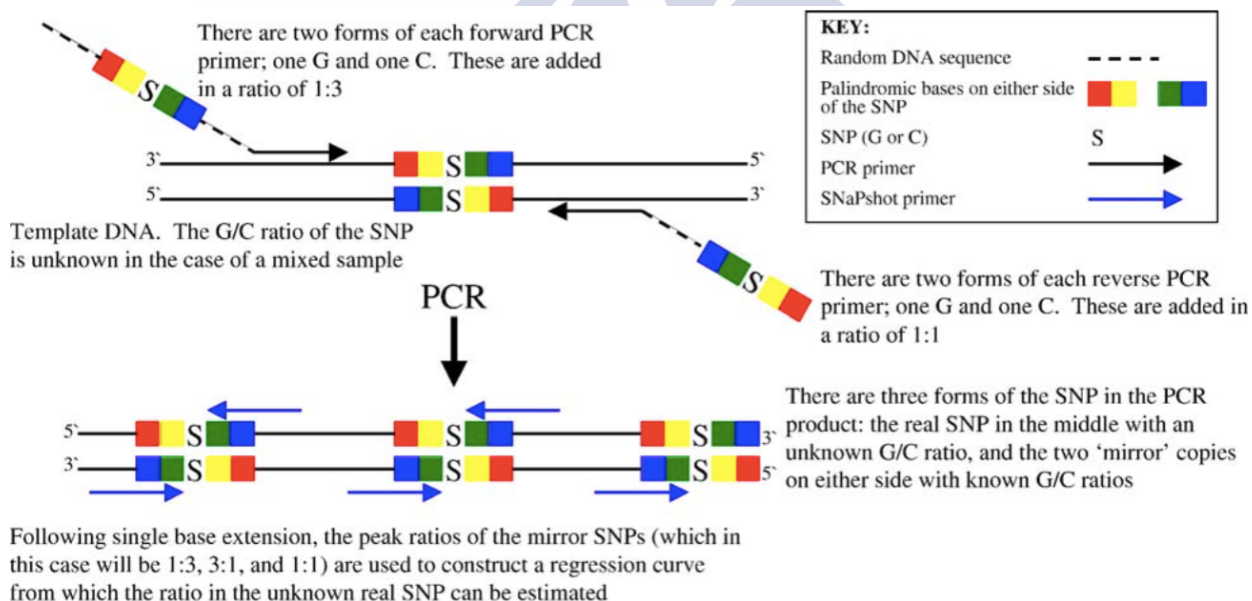 There are two forms of each forward PCR
primer; one G and one C.  These are added
in a ratio of 1:3
KEY:
Random DNA sequence
Palindromic bases on either side
of the SNP
SNP (G or C)
S
PCR primer
SNaPshot primer
S
3`
S
5`
5`
S
3`
Template DNA.  The G/C ratio of the SNP
is unknown in the case of a mixed sample
S
There are two forms of each reverse PCR
primer; one G and one C.  These are added in
a ratio of 1:1
PCR
There are three forms of the SNP in the PCR
product: the real SNP in the middle with an
unknown G/C ratio, and the two ‘mirror’ copies
on either side with known G/C ratios
5`
S
S
S
3`
3`
S
S
S
5`
Following single base extension, the peak ratios of the mirror SNPs (which in
this case will be 1:3, 3:1, and 1:1) are used to construct a regression curve
from which the ratio in the unknown real SNP can be estimated